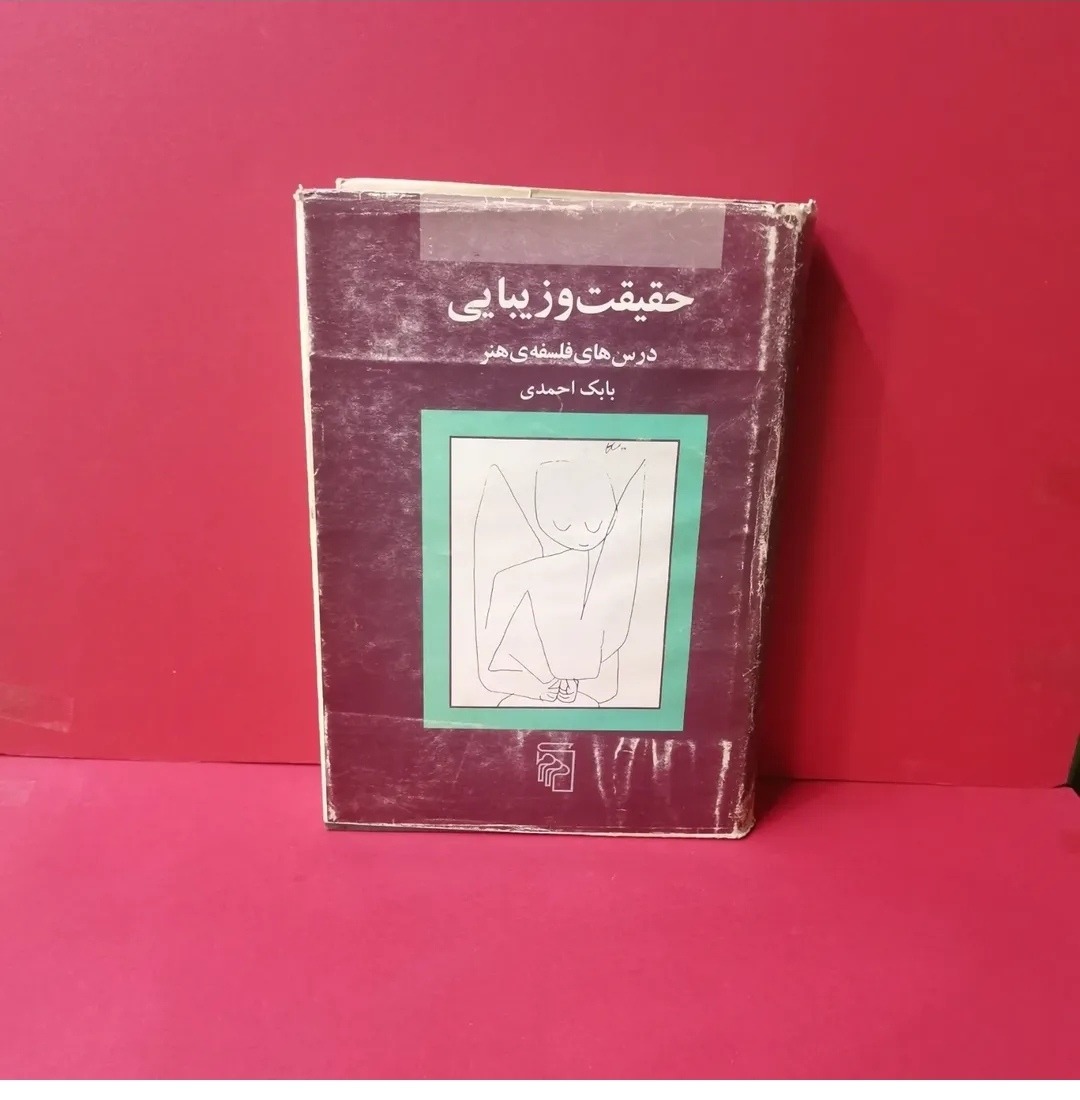 حقیقت و زیبایی
درس‌های فلسفه‌ی هنر
بابک احمدی